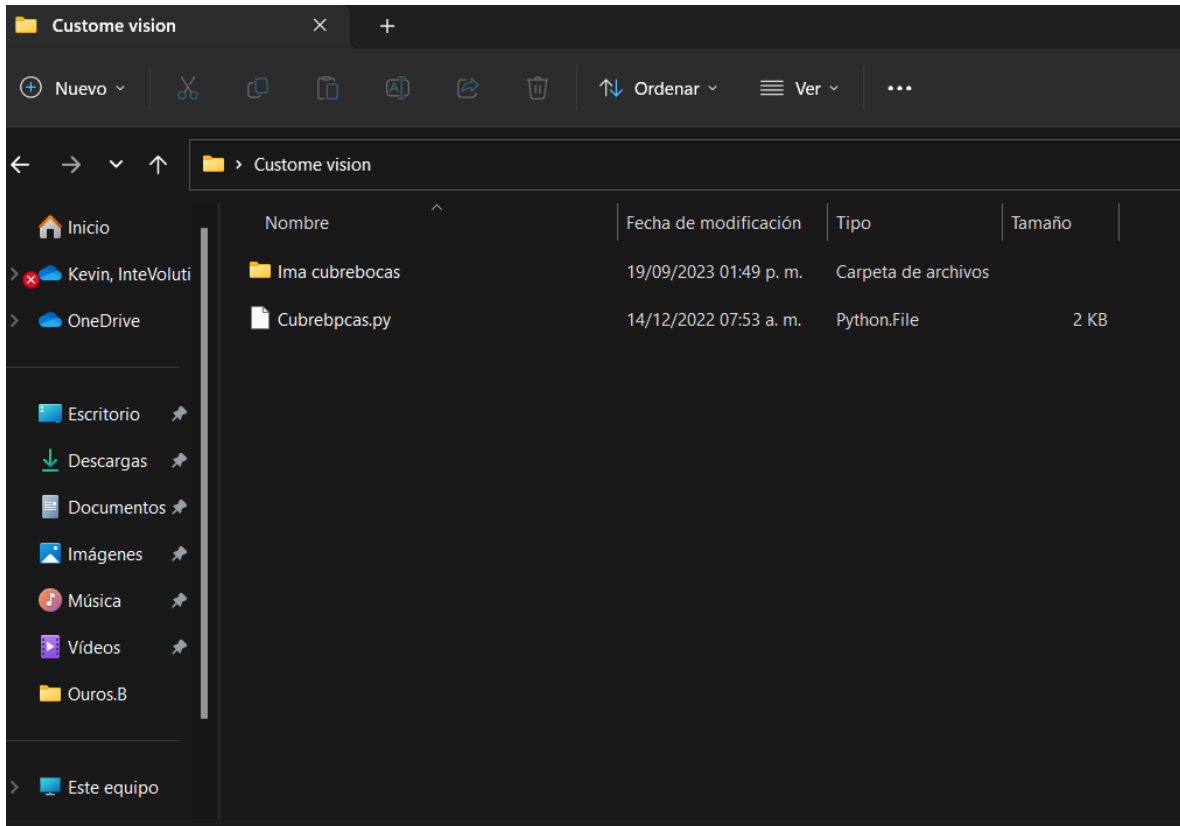 Custome vision
Nuevo
Ordenar
Ver
Custome vision
Nombre Fecha de modificación Tipo Tamaño
Inicio
Kevin, InteVoluti
OneDrive
Escritorio
Descargas
Documentos
Imágenes
Música
Vídeos
Ouros.B
Este equipo
Ima cubrebocas 19/09/2023 01:49 p. m. Carpeta de archivos
Cubrebpcas.py 14/12/2022 07:53 a. m. Python.File 2 KB